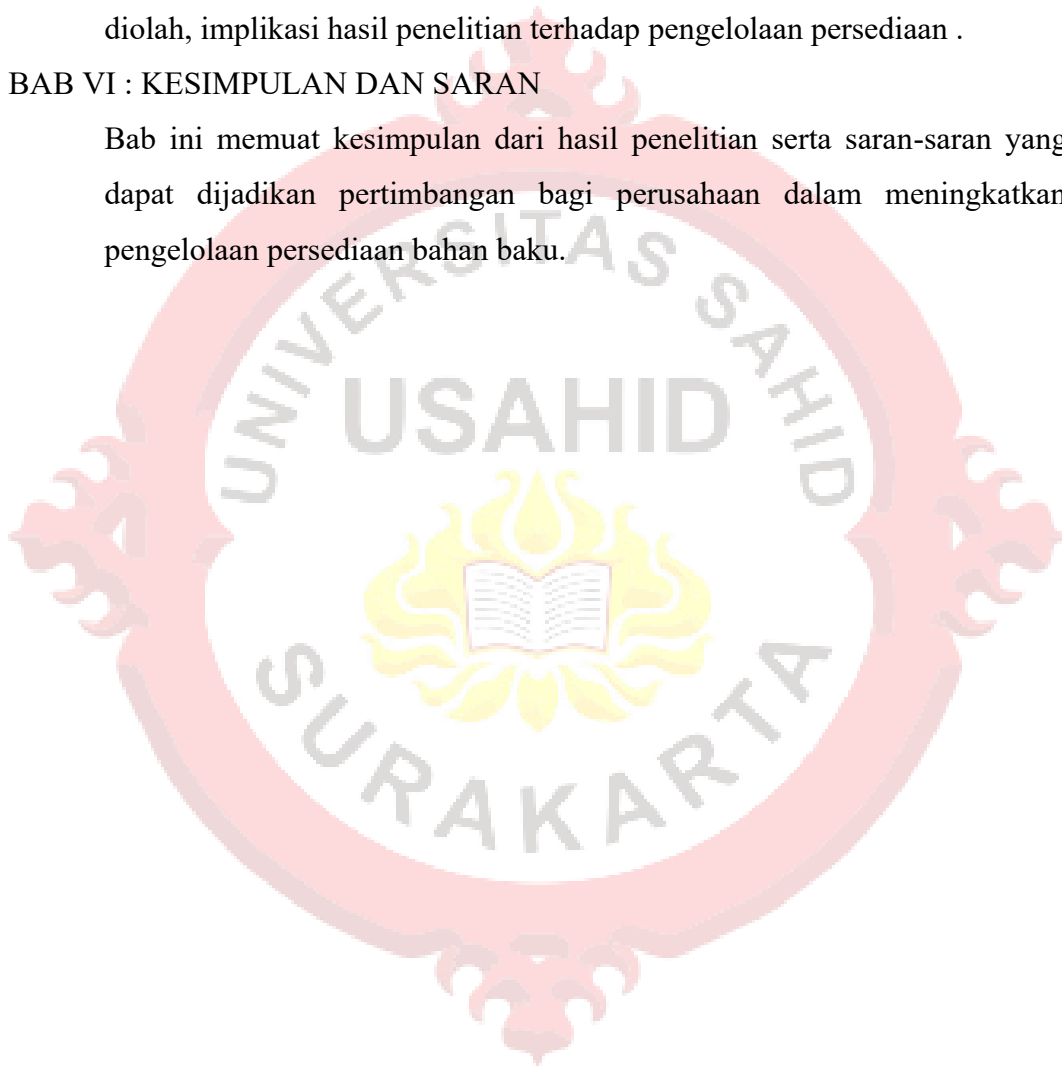 diolah, implikasi hasil penelitian terhadap pengelolaan persediaan .
BAB VI : KESIMPULAN DAN SARAN
Bab ini memuat kesimpulan dari hasil penelitian serta saran-saran yang
dapat dijadikan pertimbangan bagi perusahaan dalam meningkatkan
pengelolaan persediaan bahan baku.
UNIVERSITAS SAHID
USAHID
SURAKARTA